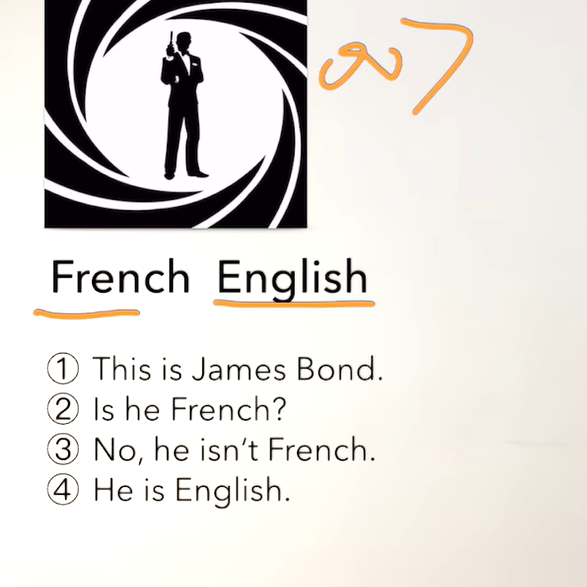 007
French English
① This is James Bond.
② Is he French?
③ No, he isn't French.
④ He is English.